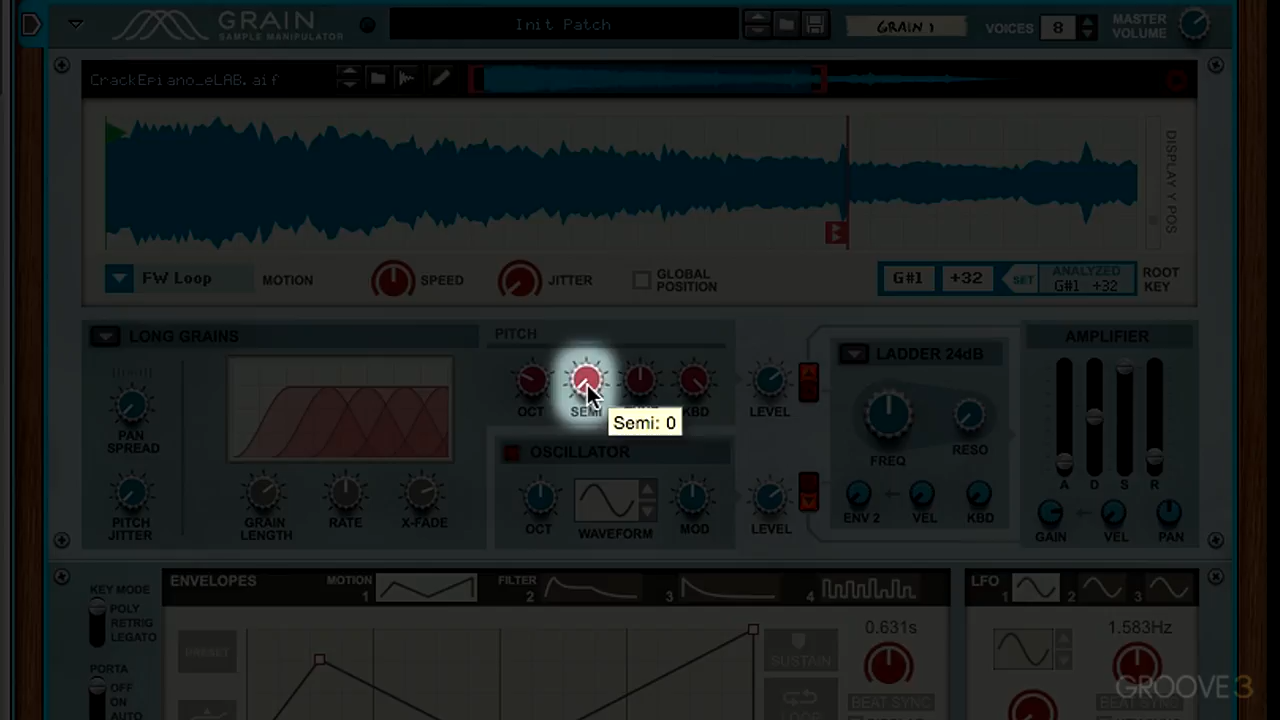 GRAIN
SAMPLE MANIPULATOR
Init Patch
GRAIN 1
VOICES 8
MASTER VOLUME
CrackEpiano_eLAB.aif
DISPLAY Y POS
FW Loop
MOTION
SPEED
JITTER
GLOBAL POSITION
G#1
+32
SET
ANALYZED
G#1 +32
ROOT KEY
LONG GRAINS
PAN SPREAD
PITCH JITTER
GRAIN LENGTH
RATE
X-FADE
PITCH
OCT
SEMI
KBD
Semi: 0
LEVEL
OSCILLATOR
OCT
WAVEFORM
MOD
LEVEL
LADDER 24dB
FREQ
RESO
ENV 2
VEL
KBD
AMPLIFIER
A D S R
GAIN
VEL
PAN
KEY MODE
POLY
RETRIG
LEGATO
PORTA
OFF
ON
AUTO
ENVELOPES
MOTION 1
FILTER 2
3
4
PRESET
SUSTAIN
LOOP
0.631s
BEAT SYNC
LFO 1 2 3
1.583Hz
BEAT SYNC
GROOVE3